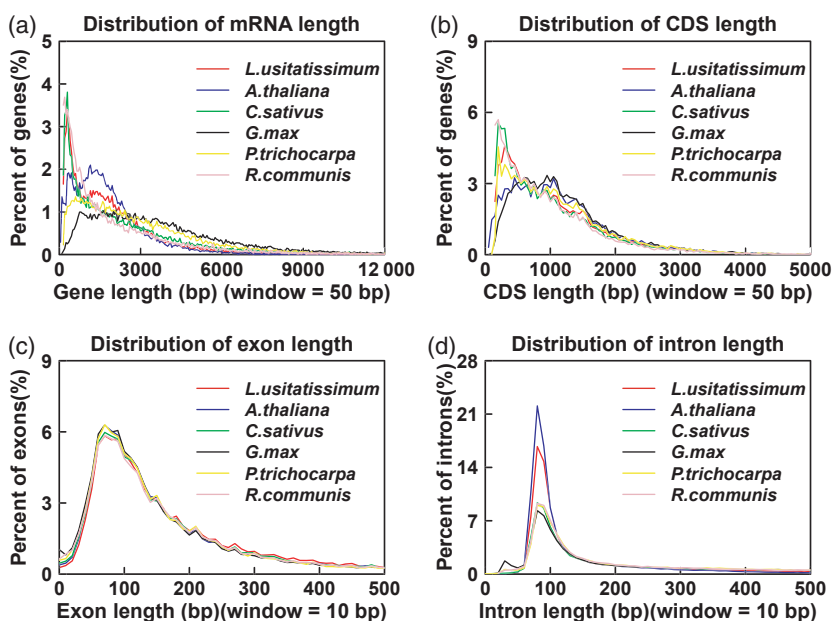 (a)
Distribution of mRNA length
Percent of genes(%)
5
4
3
2
1
0
L.usitatissimum
A.thaliana
C.sativus
G.max
P.trichocarpa
R.communis
0 3000 6000 9000 12 000
Gene length (bp) (window = 50 bp)
(b)
Distribution of CDS length
Percent of genes(%)
9
6
3
0
L.usitatissimum
A.thaliana
C.sativus
G.max
P.trichocarpa
R.communis
0 1000 2000 3000 4000 5000
CDS length (bp) (window = 50 bp)
(c)
Distribution of exon length
Percent of exons(%)
9
6
3
0
L.usitatissimum
A.thaliana
C.sativus
G.max
P.trichocarpa
R.communis
0 100 200 300 400 500
Exon length (bp)(window = 10 bp)
(d)
Distribution of intron length
Percent of introns(%)
28
21
14
7
0
L.usitatissimum
A.thaliana
C.sativus
G.max
P.trichocarpa
R.communis
0 100 200 300 400 500
Intron length (bp)(window = 10 bp)